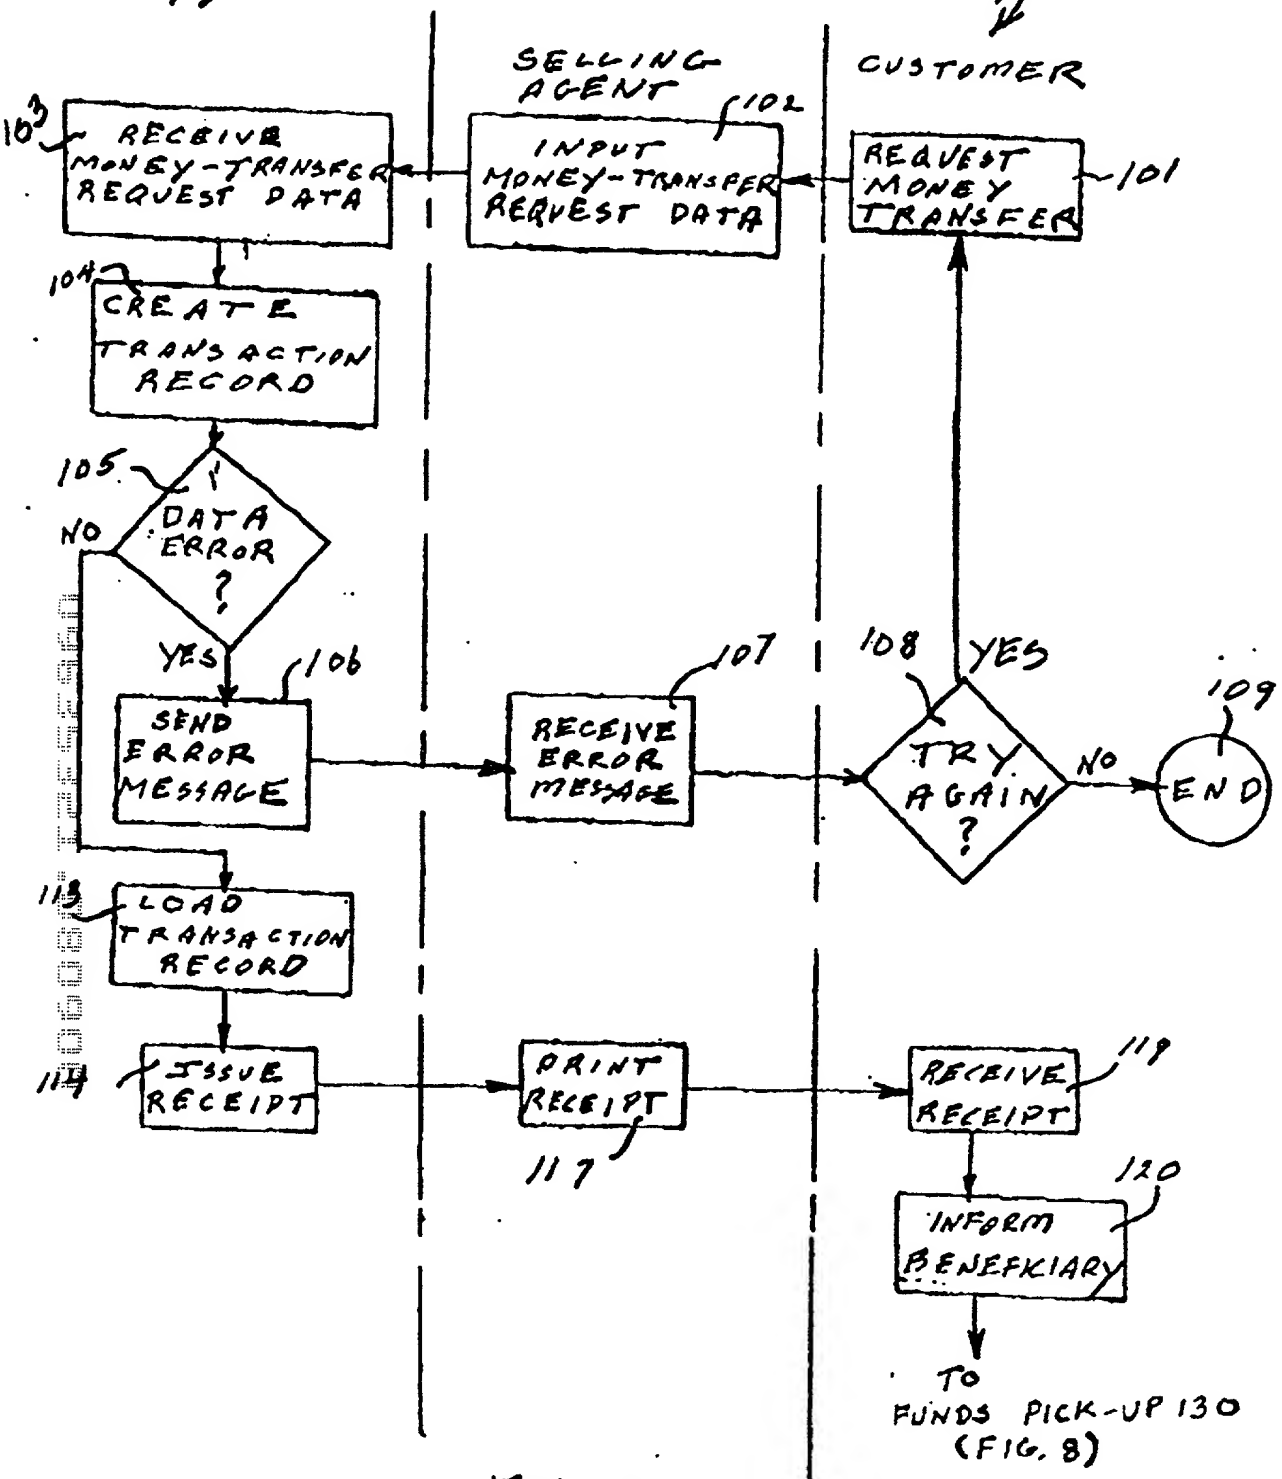 SELLING
AGENT
CUSTOMER
103
RECEIVE
MONEY-TRANSFER
REQUEST DATA
102
INPUT
MONEY-TRANSFER
REQUEST DATA
REQUEST
MONEY
TRANSFER
101
104
CREATE
TRANSACTION
RECORD
105
DATA
ERROR
?
NO
YES
106
SEND
ERROR
MESSAGE
107
RECEIVE
ERROR
MESSAGE
108
YES
TRY
AGAIN
?
NO
109
END
113
LOAD
TRANSACTION
RECORD
114
ISSUE
RECEIPT
PRINT
RECEIPT
117
119
RECEIVE
RECEIPT
120
INFORM
BENEFICIARY
TO
FUNDS PICK-UP 130
(FIG. 8)